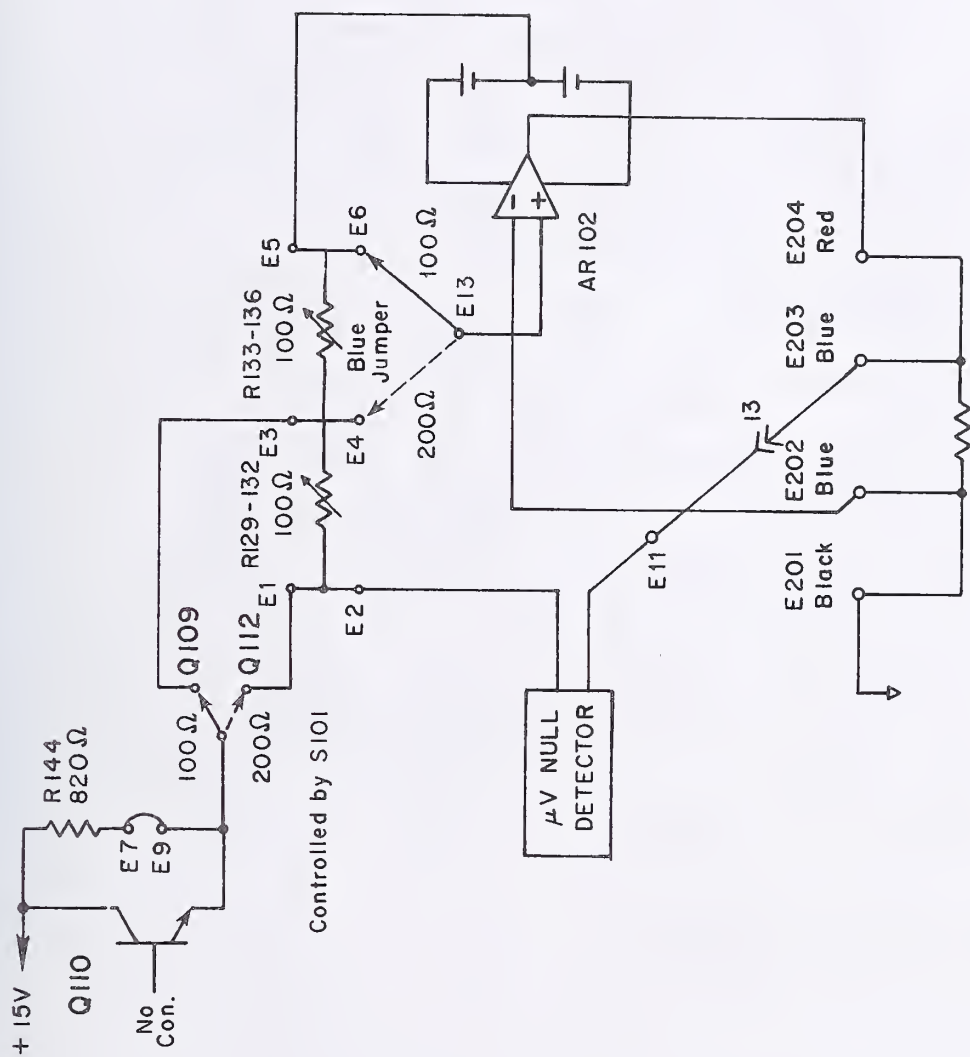 + 15V
Q110
No
Con.
R144
820 Ω
E7
E9
100Ω
200Ω
Q109
Q112
Controlled by S101
E1
E2
R129-132
100Ω
E3
E4
R133-136
100Ω
Blue
Jumper
E5
E6
100Ω
200Ω
E13
-
+
AR102
μV NULL
DETECTOR
E11
13
E201
Black
E202
Blue
E203
Blue
E204
Red